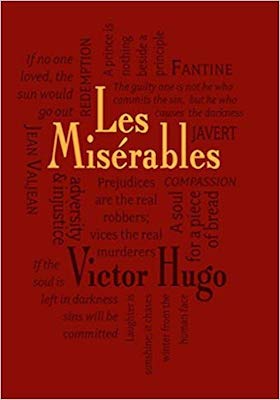 If no one
loved, the
sun would
go out
REDEMPTION
A prince is
nothing
beside a
principle
FANTINE
The guilty one is not he who
commits the sin, but he who
causes the darkness
Les
Misérables
JAVERT
JEAN VALJEAN
adversity
& injustice
Prejudices
are the real
robbers;
vices the real
murderers
COMPASSION
A soul
for a piece
of bread
Victor Hugo
If the
soul is
left in darkness
sins will be
committed
Laughter is
sunshine; it chases
winter from the
human face